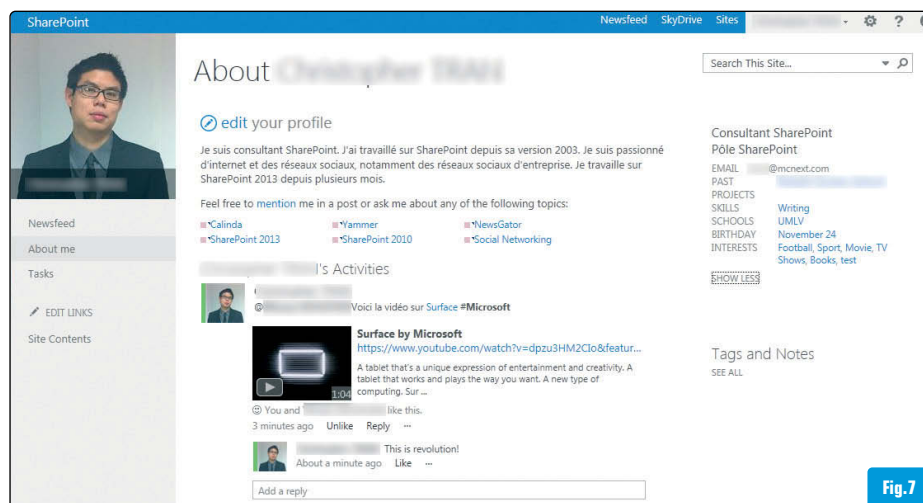 SharePoint
Newsfeed SkyDrive Sites
About
Search This Site...
edit your profile
Je suis consultant SharePoint. J'ai travaillé sur SharePoint depuis sa version 2003. Je suis passionné
d'internet et des réseaux sociaux, notamment des réseaux sociaux d'entreprise. Je travaille sur
SharePoint 2013 depuis plusieurs mois.
Feel free to mention me in a post or ask me about any of the following topics:
Calinda Yammer NewsGator
SharePoint 2013 SharePoint 2010 Social Networking
's Activities
@ Voici la vidéo sur Surface #Microsoft
Surface by Microsoft
https://www.youtube.com/watch?v=dpzu3HM2CIo&featur...
A tablet that's a unique expression of entertainment and creativity. A
tablet that works and plays the way you want. A new type of
computing. Sur ...
1:04
You and like this.
3 minutes ago Unlike Reply ...
This is revolution!
About a minute ago Like ...
Add a reply
Newsfeed
About me
Tasks
EDIT LINKS
Site Contents
Consultant SharePoint
Pôle SharePoint
EMAIL @mcnext.com
PAST
PROJECTS
SKILLS Writing
SCHOOLS UMLV
BIRTHDAY November 24
INTERESTS Football, Sport, Movie, TV
Shows, Books, test
SHOW LESS
Tags and Notes
SEE ALL
Fig.7